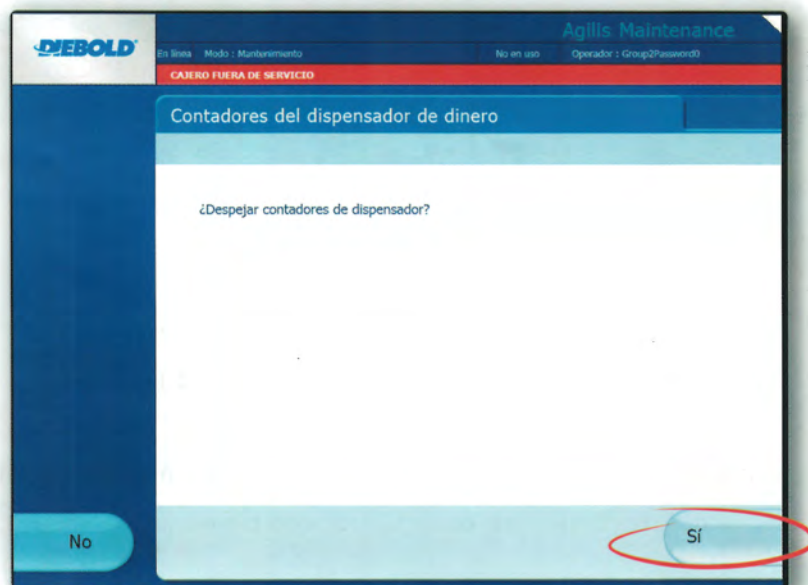 DIEBOLD
Agilis Maintenance
En línea Modo : Mantenimiento No en uso Operador : Group2Password0
CAJERO FUERA DE SERVICIO
Contadores del dispensador de dinero
¿Despejar contadores de dispensador?
No
Sí